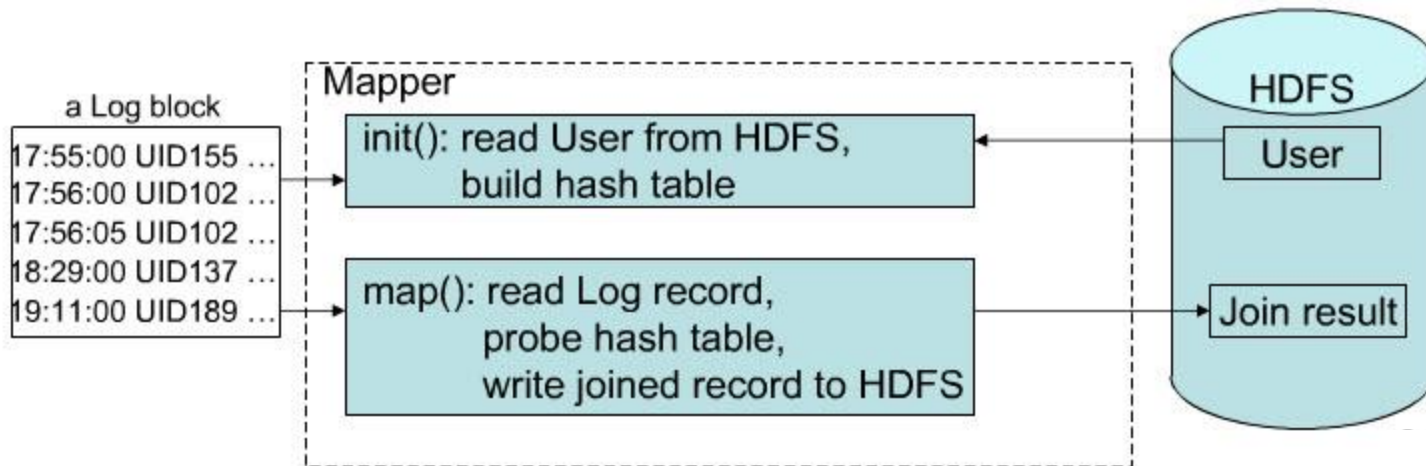 a Log block
17:55:00 UID155 ...
17:56:00 UID102 ...
17:56:05 UID102 ...
18:29:00 UID137 ...
19:11:00 UID189 ...
Mapper
init(): read User from HDFS,
build hash table
map(): read Log record,
probe hash table,
write joined record to HDFS
HDFS
User
Join result